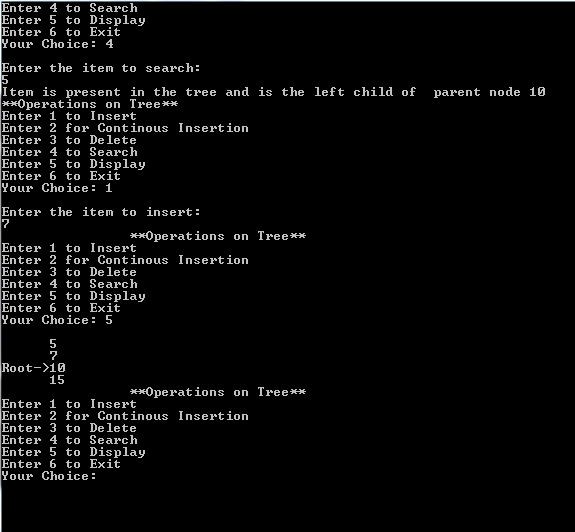 Enter 4 to Search
Enter 5 to Display
Enter 6 to Exit
Your Choice: 4
Enter the item to search:
5
Item is present in the tree and is the left child of  parent node 10
**Operations on Tree**
Enter 1 to Insert
Enter 2 for Continous Insertion
Enter 3 to Delete
Enter 4 to Search
Enter 5 to Display
Enter 6 to Exit
Your Choice: 1
Enter the item to insert:
7
**Operations on Tree**
Enter 1 to Insert
Enter 2 for Continous Insertion
Enter 3 to Delete
Enter 4 to Search
Enter 5 to Display
Enter 6 to Exit
Your Choice: 5
5
7
Root->10
15
**Operations on Tree**
Enter 1 to Insert
Enter 2 for Continous Insertion
Enter 3 to Delete
Enter 4 to Search
Enter 5 to Display
Enter 6 to Exit
Your Choice: